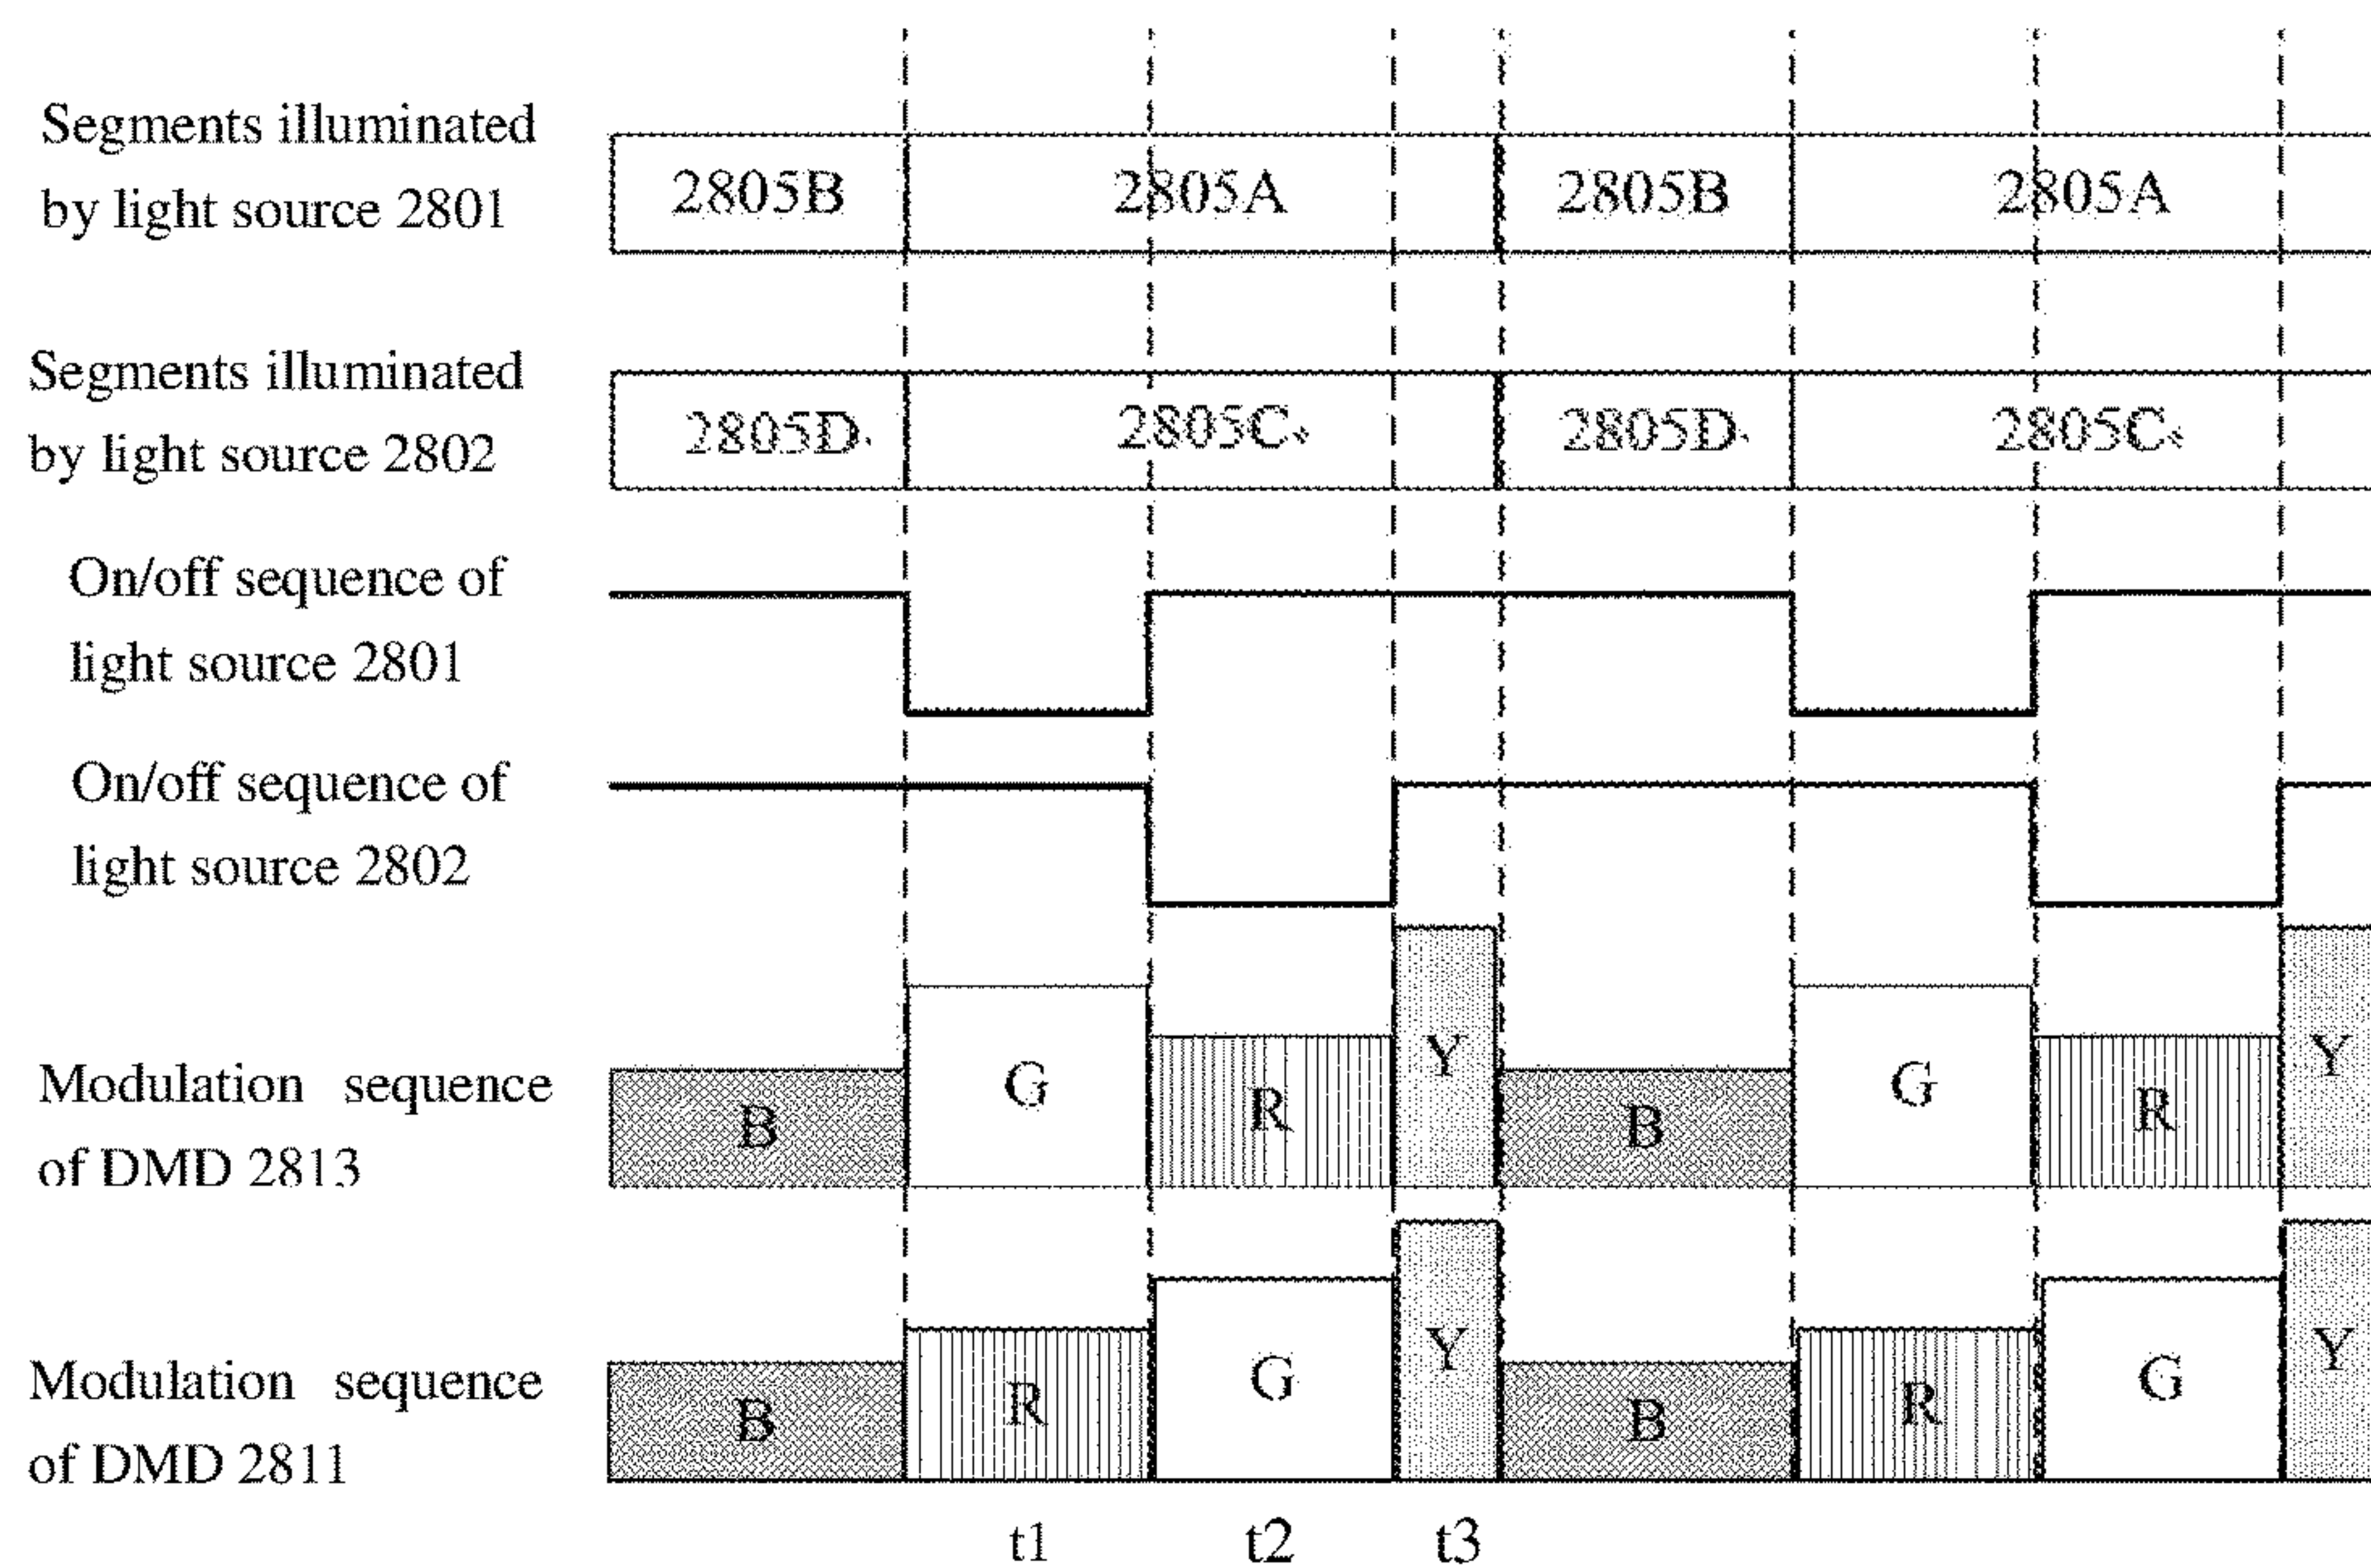 Segments illuminated
by light source 2801
2805B 2805A 2805B 2805A
Segments illuminated
by light source 2802
2805D 2805C 2805D 2805C
On/off sequence of
light source 2801
On/off sequence of
light source 2802
Modulation sequence
of DMD 2813
B G R Y B G R Y
Modulation sequence
of DMD 2811
B R G Y B R G Y
t1 t2 t3